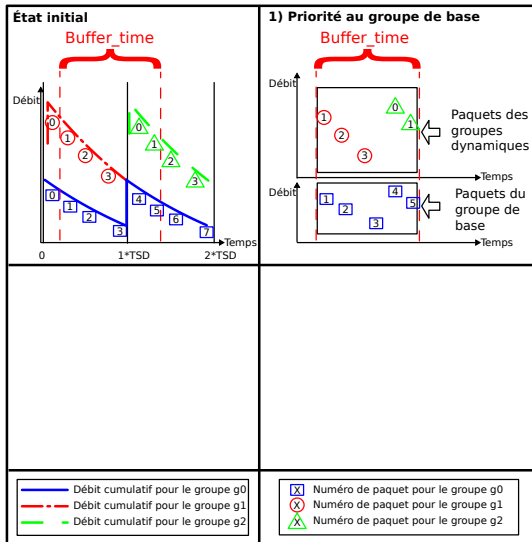 État initial
Buffer_time
Débit
0
1
2
3
0
1
2
3
0
1
2
3
4
5
6
7
Temps
0
1*TSD
2*TSD
1) Priorité au groupe de base
Buffer_time
Débit
0
1
1
2
3
Paquets des
groupes
dynamiques
Temps
Débit
1
2
3
4
5
Paquets du
groupe de
base
Temps
Débit cumulatif pour le groupe g0
Débit cumulatif pour le groupe g1
Débit cumulatif pour le groupe g2
X Numéro de paquet pour le groupe g0
X Numéro de paquet pour le groupe g1
X Numéro de paquet pour le groupe g2